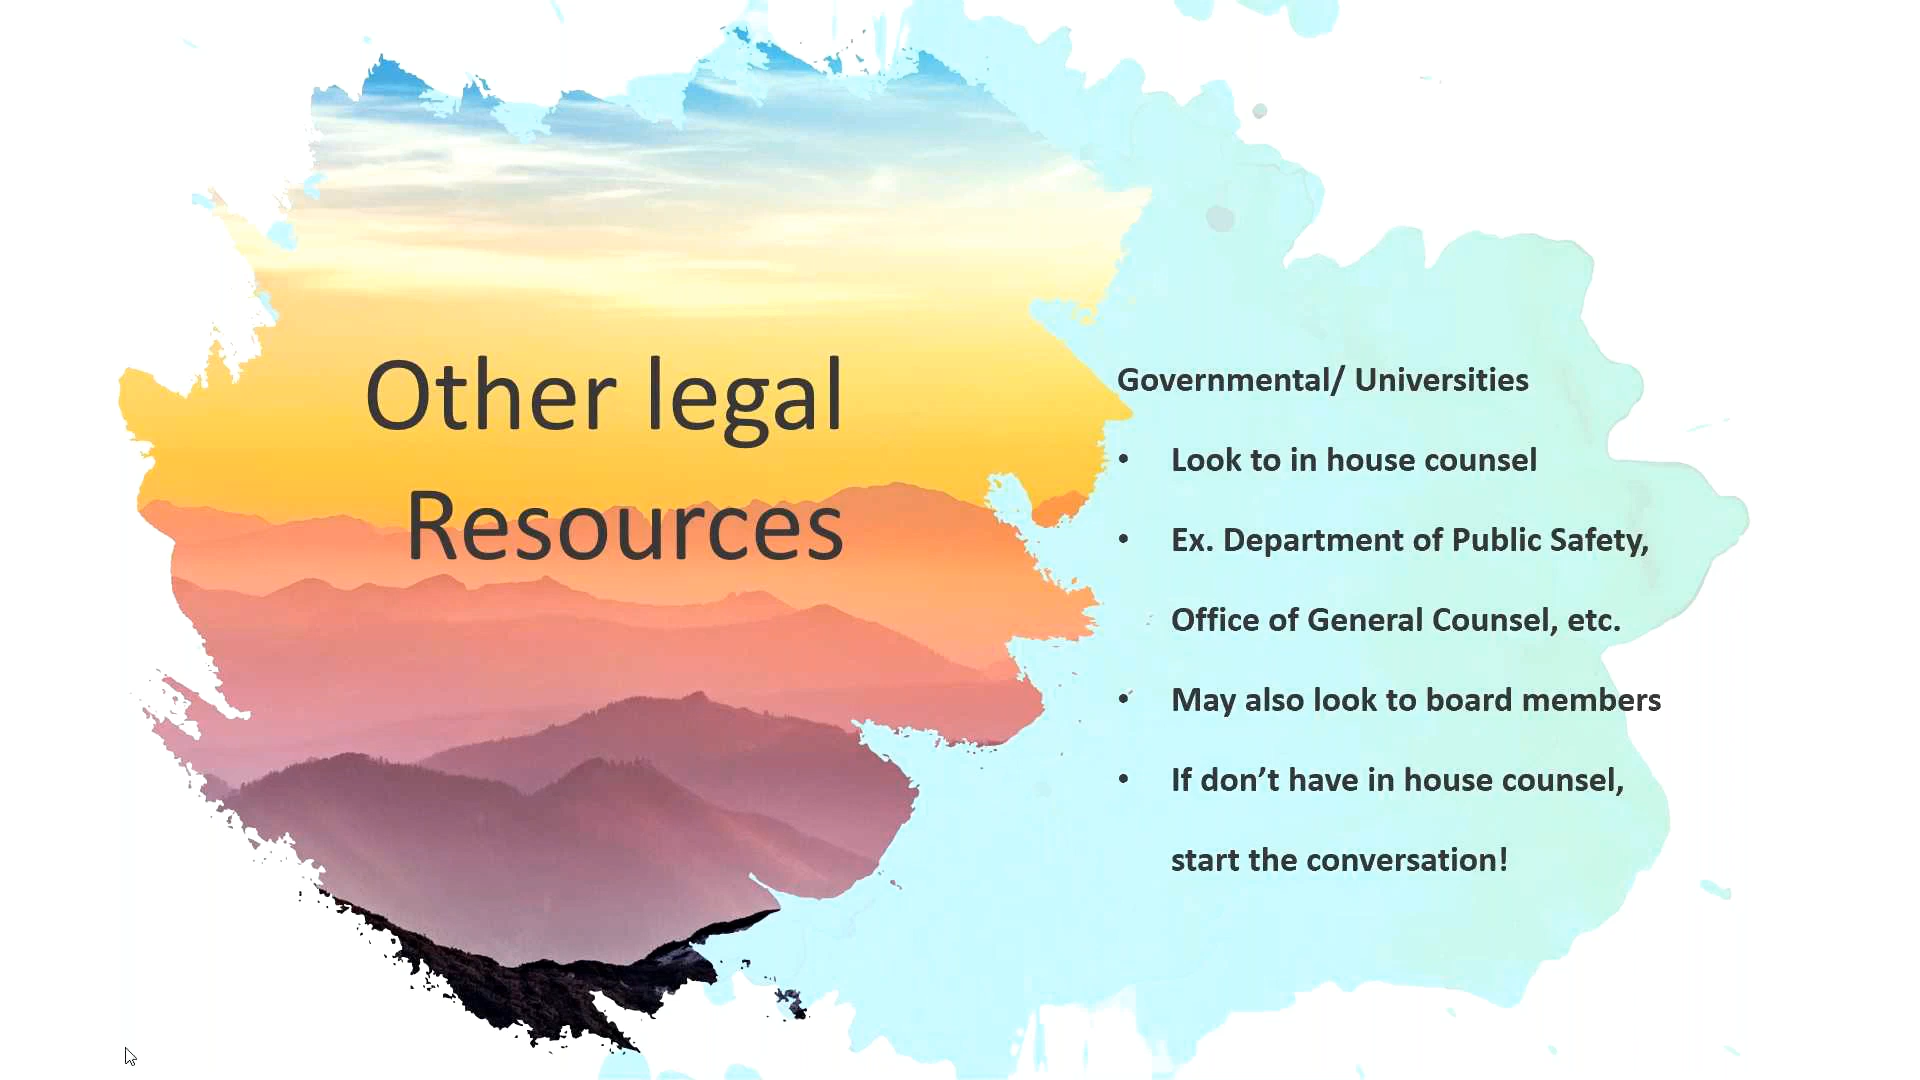 Other legal
Resources
Governmental/ Universities
• Look to in house counsel
• Ex. Department of Public Safety,
Office of General Counsel, etc.
• May also look to board members
• If don’t have in house counsel,
start the conversation!